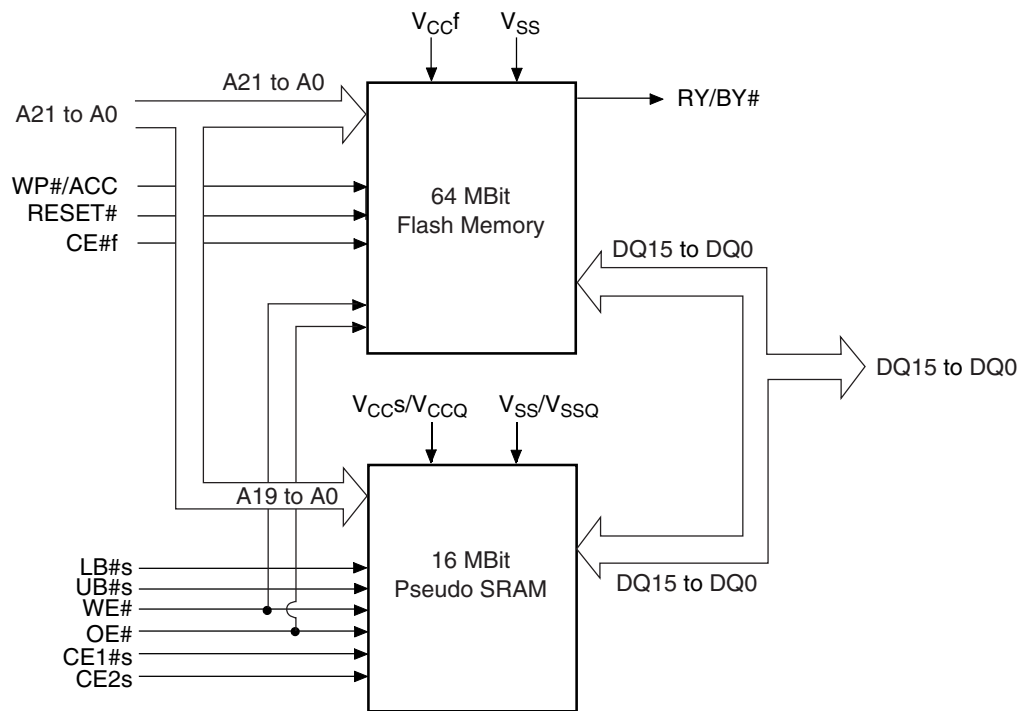 VCCf
VSS
A21 to A0
A21 to A0
RY/BY#
WP#/ACC
RESET#
CE#f
64 MBit
Flash Memory
DQ15 to DQ0
DQ15 to DQ0
VCCs/VCCQ
VSS/VSSQ
A19 to A0
16 MBit
Pseudo SRAM
DQ15 to DQ0
LB#s
UB#s
WE#
OE#
CE1#s
CE2s